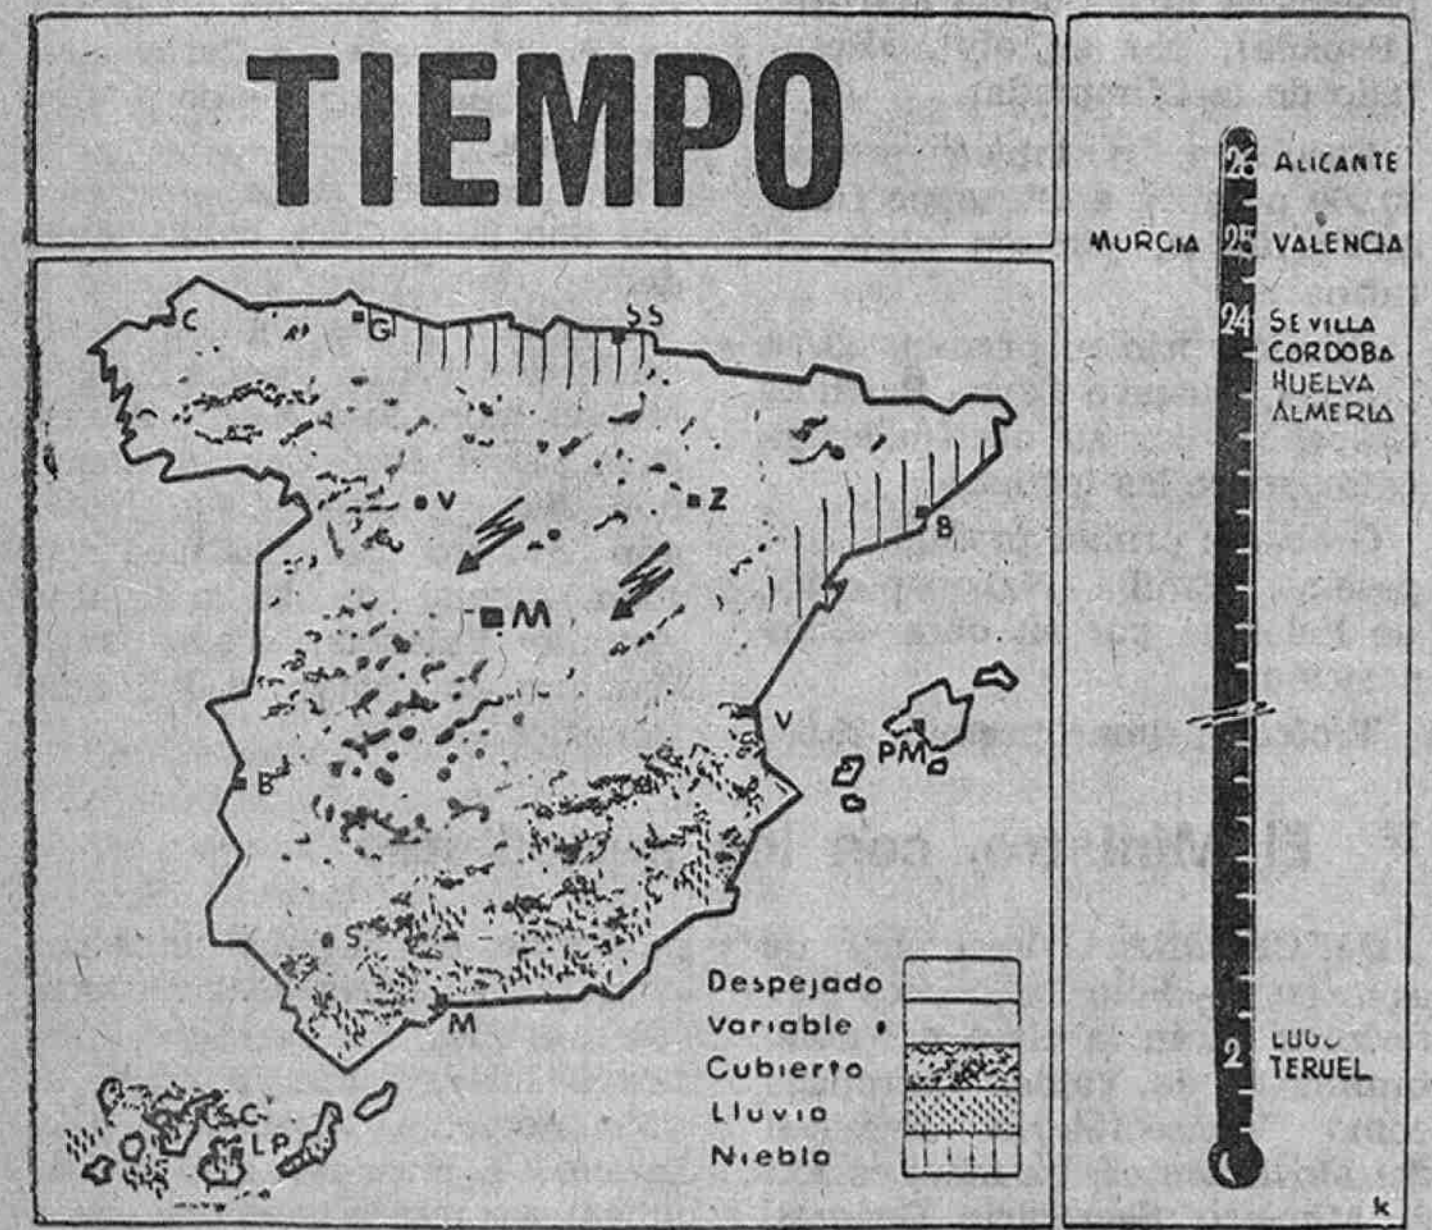 TIEMPO
C
G
SS
V
Z
B
M
V
PM
B
S
M
S.C.
LP
Despejado
Variable
Cubierto
Lluvia
Niebla
26 ALICANTE
MURCIA 25 VALENCIA
24 SEVILLA
CORDOBA
HUELVA
ALMERIA
2 LUGO
TERUEL
k